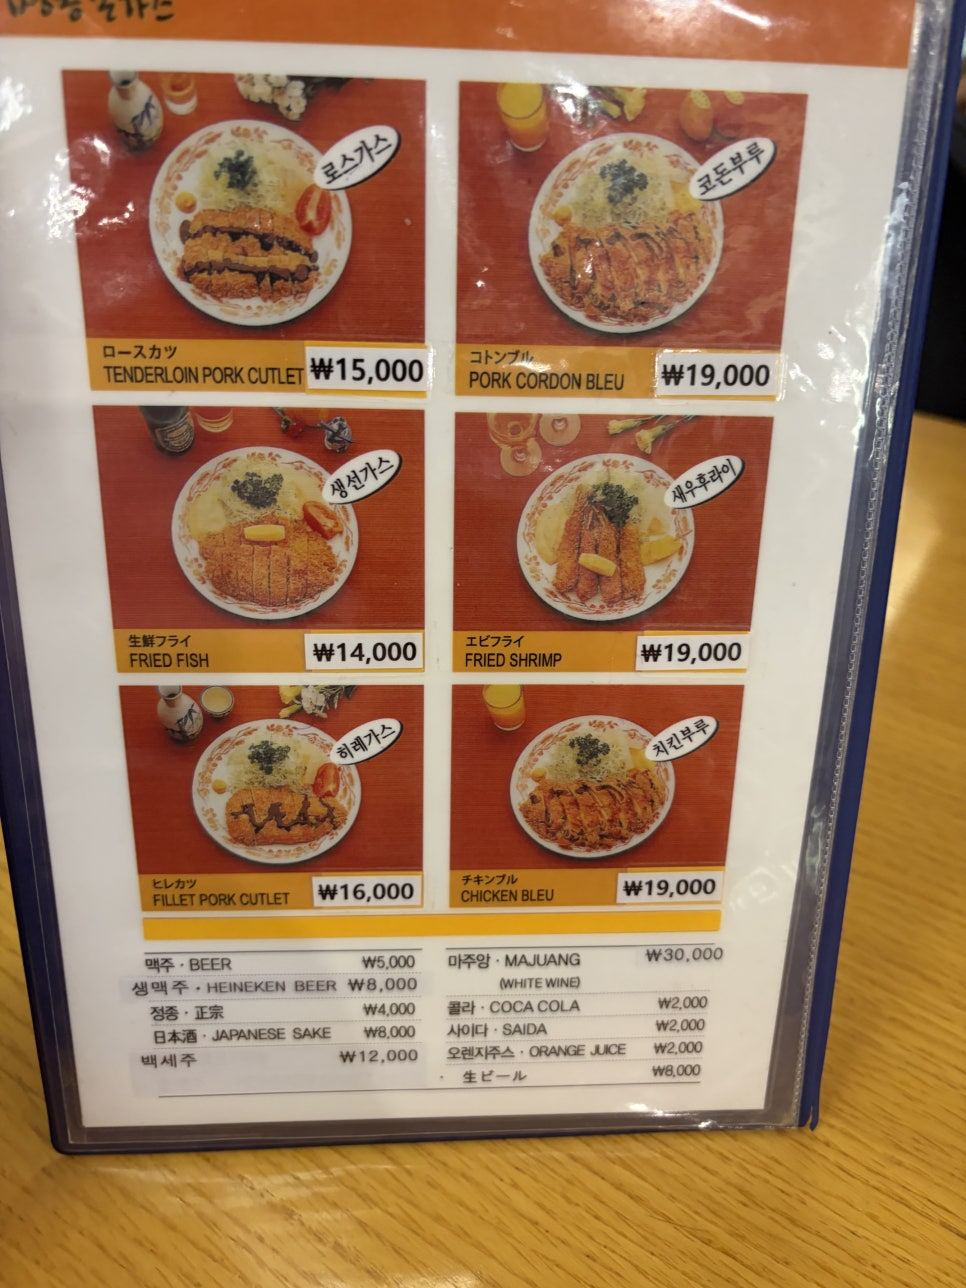 돈가스
로스가스
ロースカツ
TENDERLOIN PORK CUTLET ₩15,000
코돈부루
コトンブル
PORK CORDON BLEU ₩19,000
생선가스
生鮮フライ
FRIED FISH ₩14,000
새우후라이
エビフライ
FRIED SHRIMP ₩19,000
히레가스
ヒレカツ
FILLET PORK CUTLET ₩16,000
치킨부루
チキンブル
CHICKEN BLEU ₩19,000
맥주 · BEER ₩5,000
생맥주 · HEINEKEN BEER ₩8,000
정종 · 正宗 ₩4,000
日本酒 · JAPANESE SAKE ₩8,000
백세주 ₩12,000
마주앙 · MAJUANG ₩30,000
(WHITE WINE)
콜라 · COCA COLA ₩2,000
사이다 · SAIDA ₩2,000
오렌지주스 · ORANGE JUICE ₩2,000
· 生ビール ₩8,000